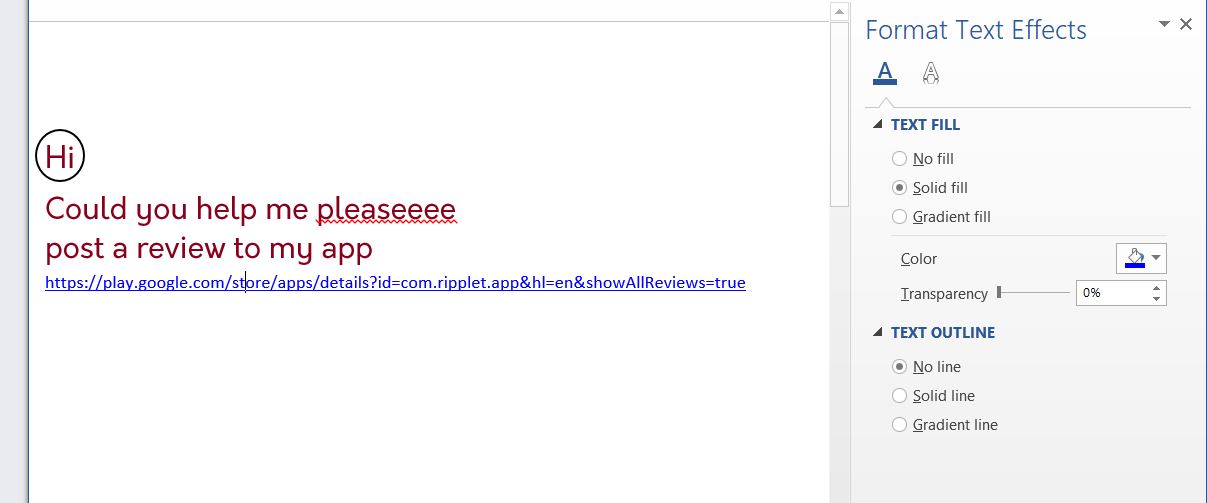 Hi
Could you help me pleaseeee
post a review to my app
https://play.google.com/store/apps/details?id=com.ripplet.app&hl=en&showAllReviews=true
Format Text Effects
A A
TEXT FILL
No fill
Solid fill
Gradient fill
Color
Transparency 0%
TEXT OUTLINE
No line
Solid line
Gradient line